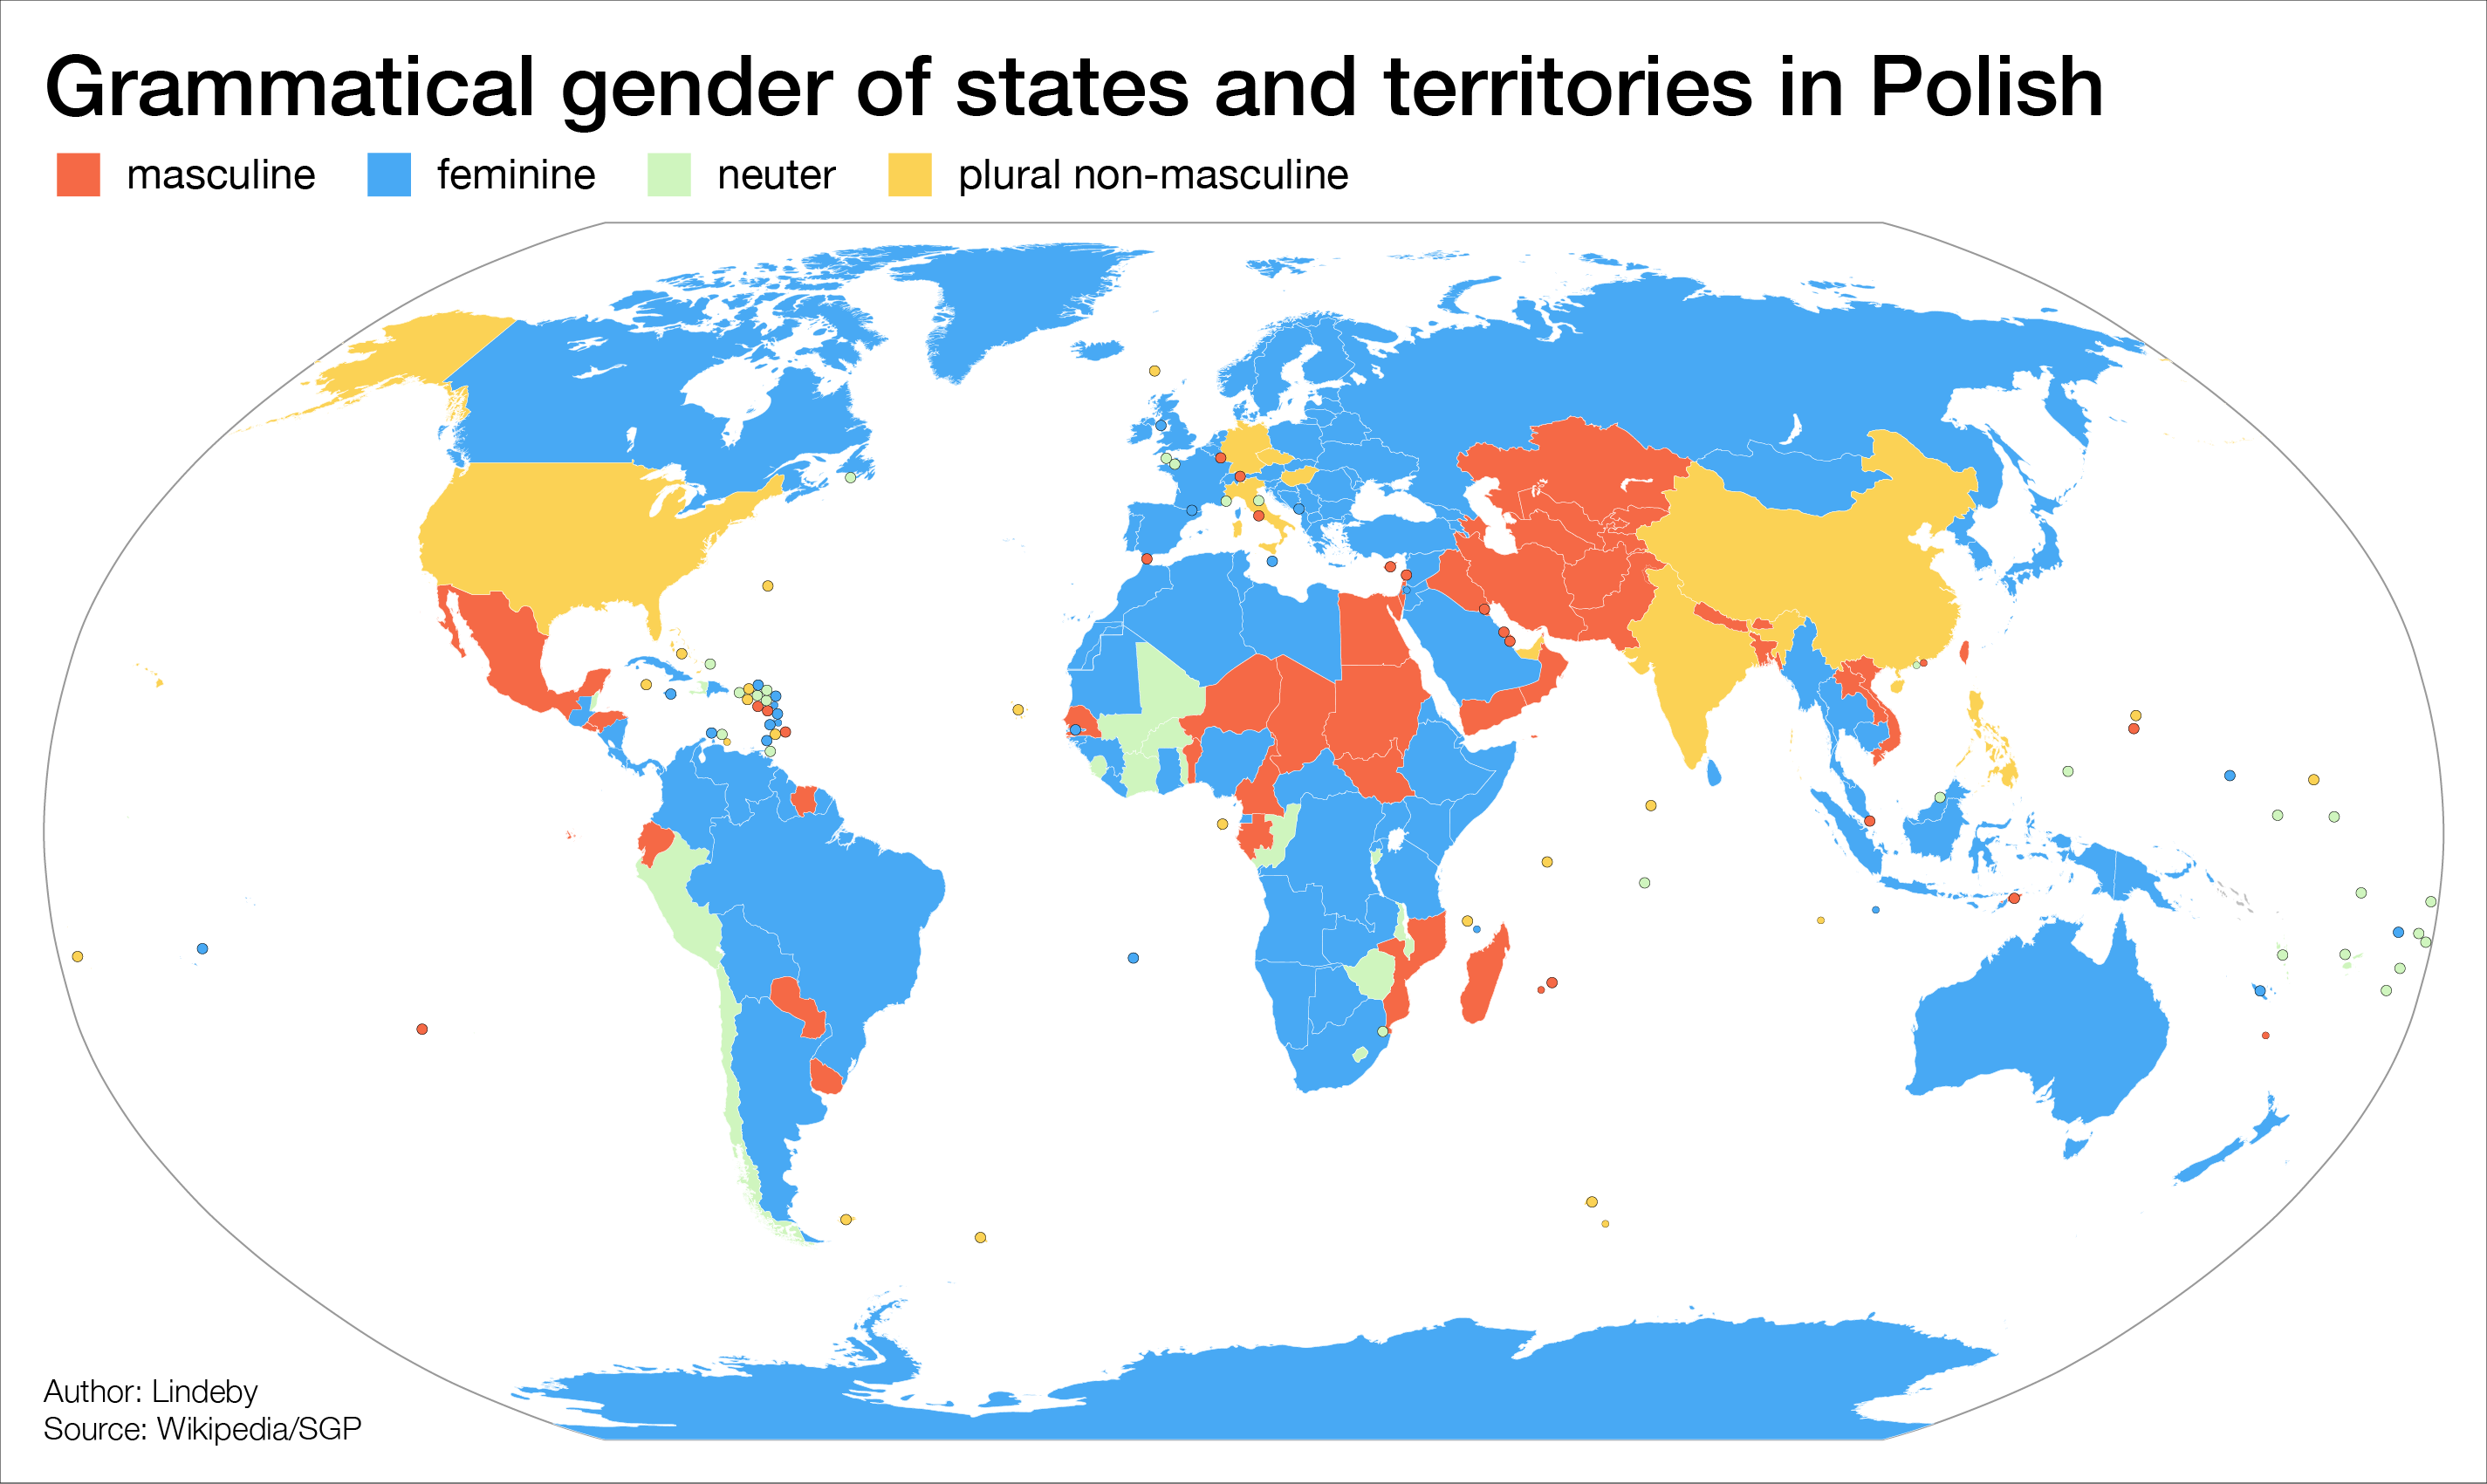 Grammatical gender of states and territories in Polish
masculine feminine neuter plural non-masculine
Author: Lindeby
Source: Wikipedia/SGP